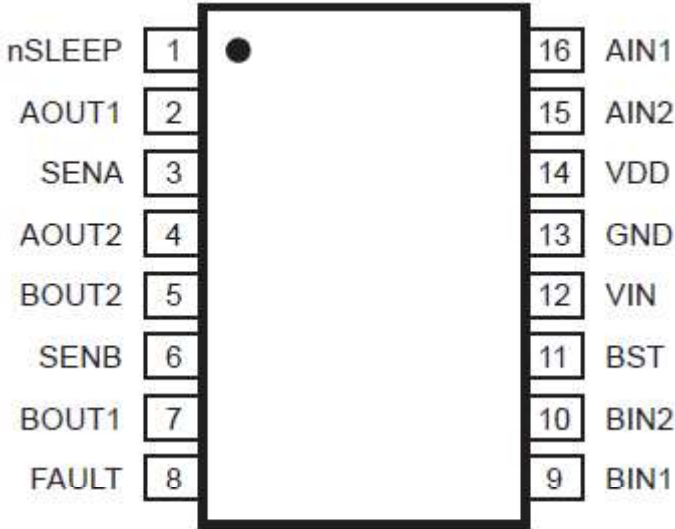 nSLEEP 1 16 AIN1
AOUT1 2 15 AIN2
SENA 3 14 VDD
AOUT2 4 13 GND
BOUT2 5 12 VIN
SENB 6 11 BST
BOUT1 7 10 BIN2
FAULT 8 9 BIN1